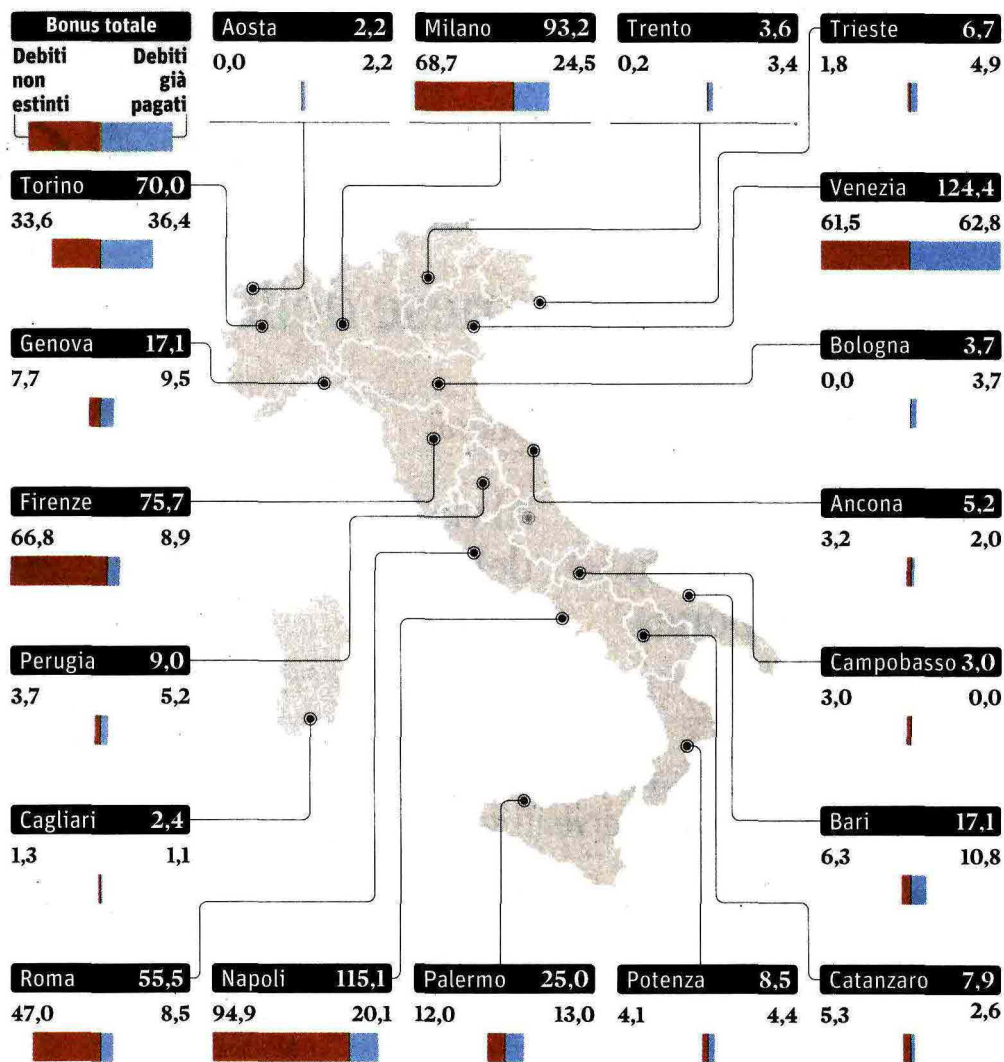 Bonus totale
Debiti non estinti
Debiti già pagati
Aosta 2,2
0,0 2,2
Milano 93,2
68,7 24,5
Trento 3,6
0,2 3,4
Trieste 6,7
1,8 4,9
Torino 70,0
33,6 36,4
Venezia 124,4
61,5 62,8
Genova 17,1
7,7 9,5
Bologna 3,7
0,0 3,7
Firenze 75,7
66,8 8,9
Ancona 5,2
3,2 2,0
Perugia 9,0
3,7 5,2
Campobasso 3,0
3,0 0,0
Cagliari 2,4
1,3 1,1
Bari 17,1
6,3 10,8
Roma 55,5
47,0 8,5
Napoli 115,1
94,9 20,1
Palermo 25,0
12,0 13,0
Potenza 8,5
4,1 4,4
Catanzaro 7,9
5,3 2,6